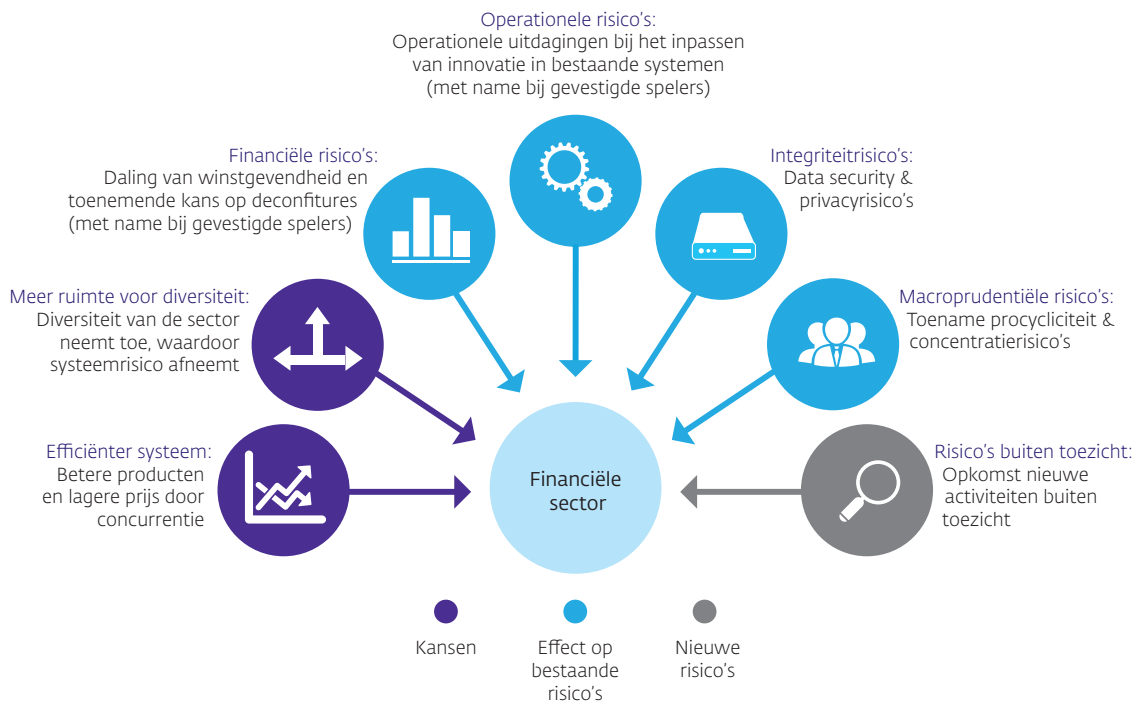 Operationele risico's:
Operationele uitdagingen bij het inpassen
van innovatie in bestaande systemen
(met name bij gevestigde spelers)
Financiële risico's:
Daling van winstgevendheid en
toenemende kans op deconfitures
(met name bij gevestigde spelers)
Integriteitrisico's:
Data security &
privacyrisico's
Meer ruimte voor diversiteit:
Diversiteit van de sector
neemt toe, waardoor
systeemrisico afneemt
Macroprudentiële risico's:
Toename procycliciteit &
concentratierisico's
Efficiënter systeem:
Betere producten
en lagere prijs door
concurrentie
Financiële
sector
Risico's buiten toezicht:
Opkomst nieuwe
activiteiten buiten
toezicht
Kansen
Effect op
bestaande
risico's
Nieuwe
risico's